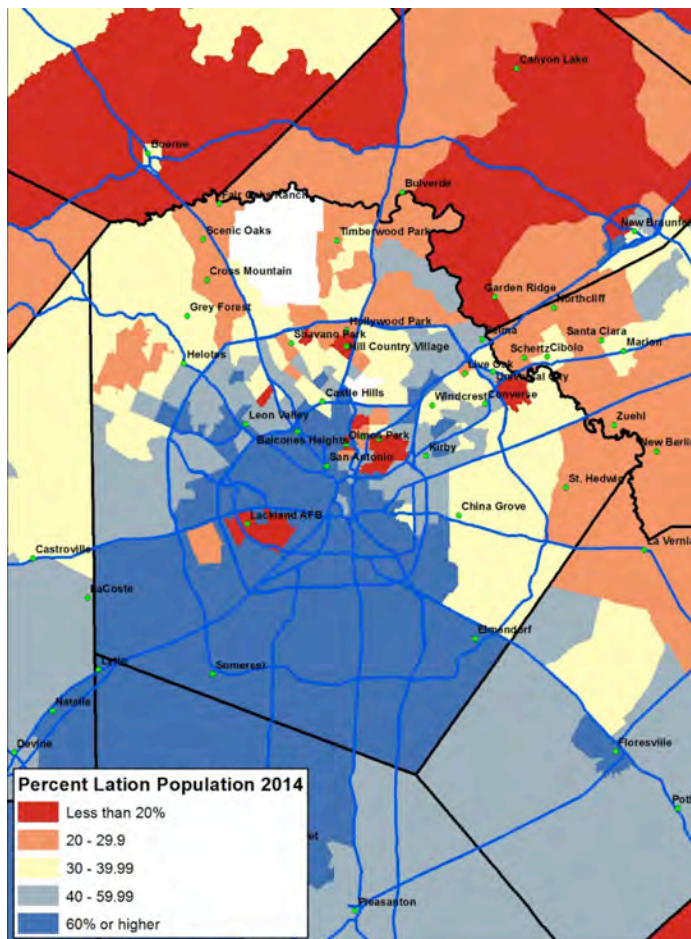 Canyon Lake
Boerne
Bulverde
Fair Oaks Ranch
New Braunfe
Scenic Oaks
Timberwood Park
Cross Mountain
Garden Ridge
Northcliff
Grey Forest
Hollywood Park
Selma
Santa Clara
Shavano Park
Hill Country Village
Schertz
Cibolo
Marion
Helotes
Live Oak
Universal City
Castle Hills
Windcrest
Converse
Leon Valley
Zuehl
Balcones Heights
Olmos Park
New Berli
Kirby
San Antonio
St. Hedwig
China Grove
Lackland AFB
La Vernia
Castroville
LaCoste
Elmendorf
Lytle
Somerset
Natalia
Devine
Floresville
Percent Lation Population 2014
Less than 20%
20 - 29.9
30 - 39.99
40 - 59.99
60% or higher
et
Pot
Pleasanton